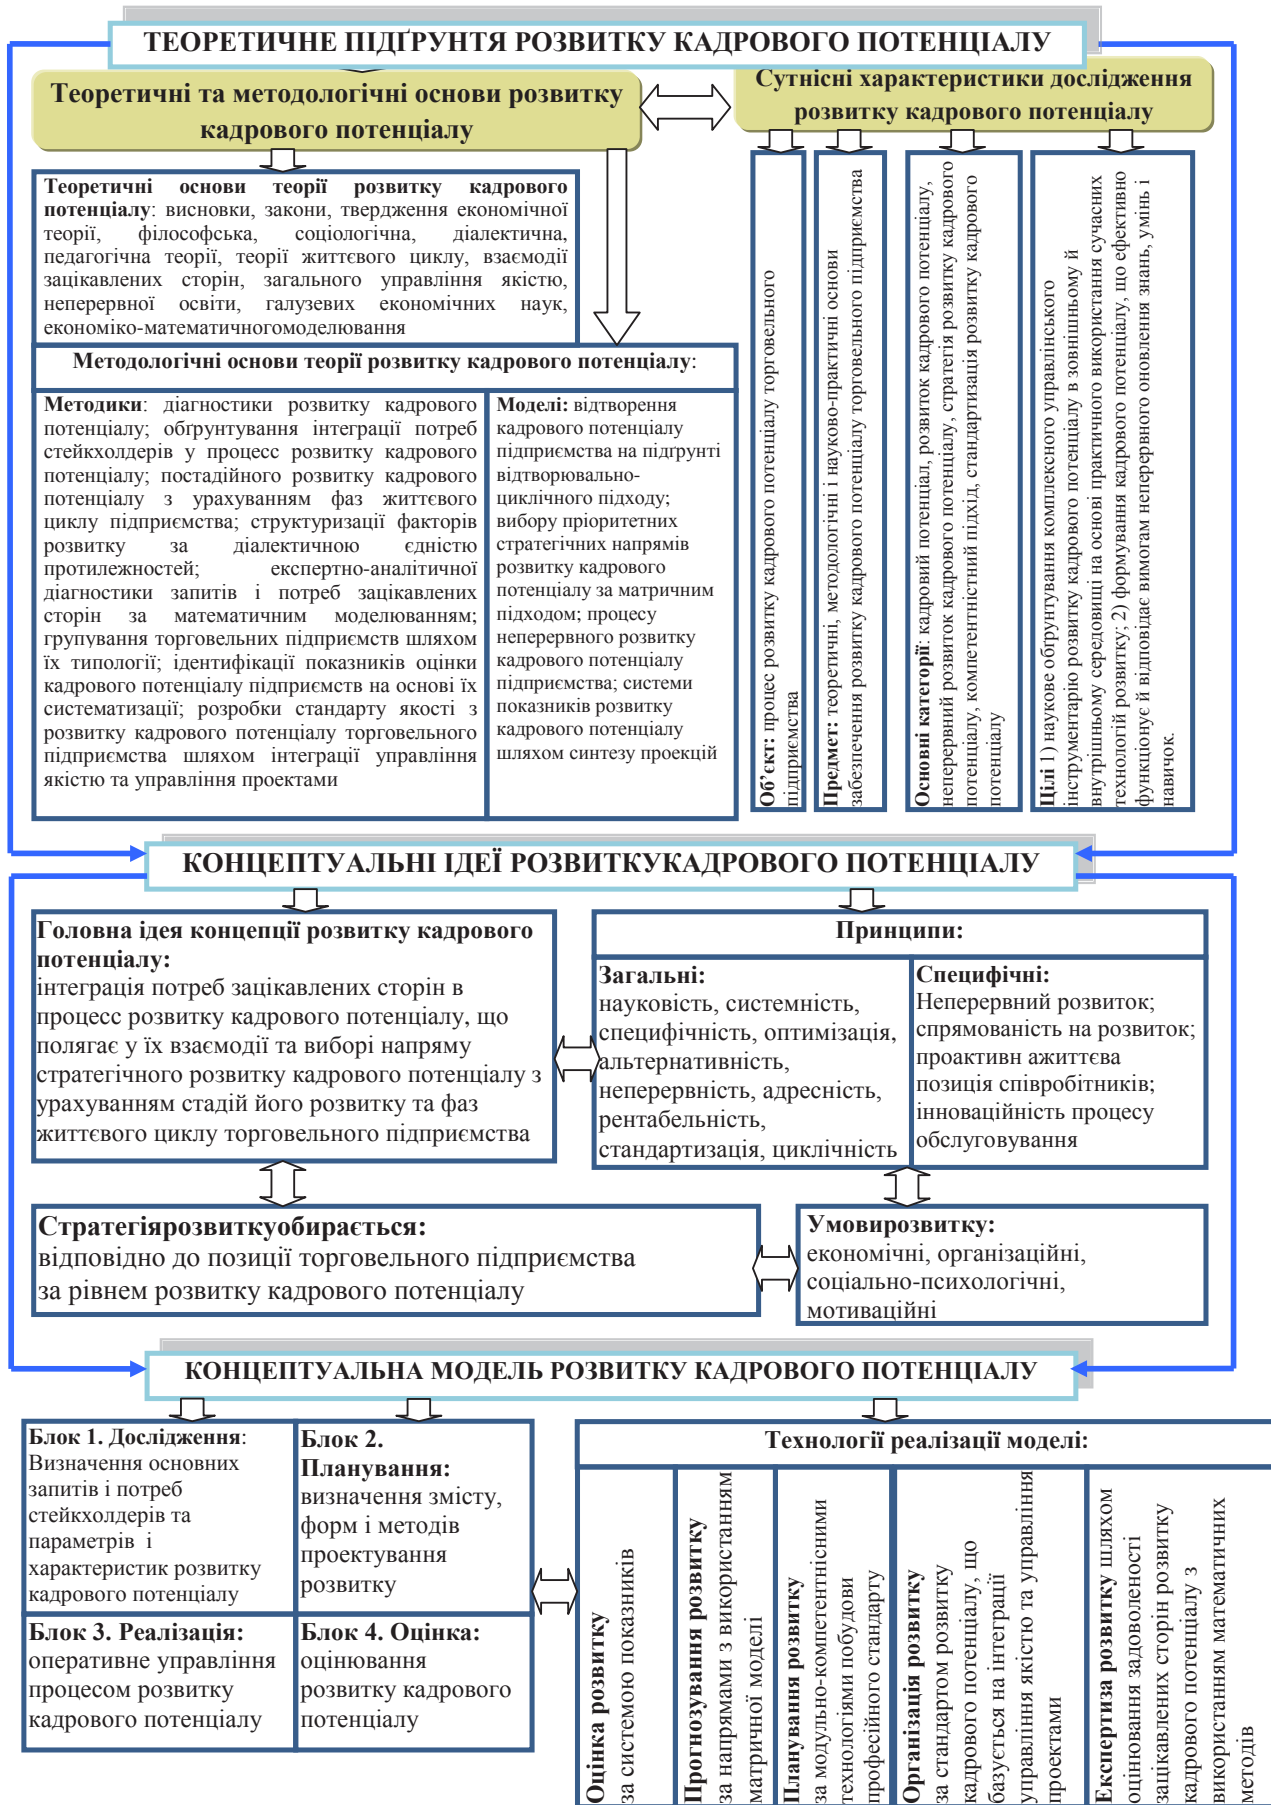 ТЕОРЕТИЧНЕ ПІДҐРУНТЯ РОЗВИТКУ КАДРОВОГО ПОТЕНЦІАЛУ
Теоретичні та методологічні основи розвитку
кадрового потенціалу
Сутнісні характеристики дослідження
розвитку кадрового потенціалу
Теоретичні основи теорії розвитку кадрового
потенціалу: висновки, закони, твердження економічної
теорії, філософська, соціологічна, діалектична,
педагогічна теорії, теорії життєвого циклу, взаємодії
зацікавлених сторін, загального управління якістю,
неперервної освіти, галузевих економічних наук,
економіко-математичногомоделювання
Методологічні основи теорії розвитку кадрового потенціалу:
Методики: діагностики розвитку кадрового
потенціалу; обґрунтування інтеграції потреб
стейкхолдерів у процес розвитку кадрового
потенціалу; постадійного розвитку кадрового
потенціалу з урахуванням фаз життєвого
циклу підприємства; структуризації факторів
розвитку за діалектичною єдністю
протилежностей; експертно-аналітичної
діагностики запитів і потреб зацікавлених
сторін за математичним моделюванням;
групування торговельних підприємств шляхом
їх типології; ідентифікації показників оцінки
кадрового потенціалу підприємств на основі їх
систематизації; розробки стандарту якості з
розвитку кадрового потенціалу торговельного
підприємства шляхом інтеграції управління
якістю та управління проектами
Моделі: відтворення
кадрового потенціалу
підприємства на підґрунті
відтворювально-
циклічного підходу;
вибору пріоритетних
стратегічних напрямів
розвитку кадрового
потенціалу за матричним
підходом; процесу
неперервного розвитку
кадрового потенціалу
підприємства; системи
показників розвитку
кадрового потенціалу
шляхом синтезу проекцій
Об’єкт: процес розвитку кадрового потенціалу торговельного
підприємства
Предмет: теоретичні, методологічні і науково-практичні основи
забезпечення розвитку кадрового потенціалу торговельного підприємства
Основні категорії: кадровий потенціал, розвиток кадрового потенціалу,
неперервний розвиток кадрового потенціалу, стратегія розвитку кадрового
потенціалу, компетентністний підхід, стандартизація розвитку кадрового
потенціалу
Цілі 1) наукове обґрунтування комплексного управлінського
інструментарію розвитку кадрового потенціалу в зовнішньому й
внутрішньому середовищі на основі практичного використання сучасних
технологій розвитку; 2) формування кадрового потенціалу, що ефективно
функціонує й відповідає вимогам неперервного оновлення знань, умінь і
навичок.
КОНЦЕПТУАЛЬНІ ІДЕЇ РОЗВИТКУКАДРОВОГО ПОТЕНЦІАЛУ
Головна ідея концепції розвитку кадрового
потенціалу:
інтеграція потреб зацікавлених сторін в
процесс розвитку кадрового потенціалу, що
полягає у їх взаємодії та виборі напряму
стратегічного розвитку кадрового потенціалу з
урахуванням стадій його розвитку та фаз
життєвого циклу торговельного підприємства
Принципи:
Загальні:
науковість, системність,
специфічність, оптимізація,
альтернативність,
неперервність, адресність,
рентабельність,
стандартизація, циклічність
Специфічні:
Неперервний розвиток;
спрямованість на розвиток;
проактивн ажиттєва
позиція співробітників;
інноваційність процесу
обслуговування
Стратегіярозвиткуобирається:
відповідно до позиції торговельного підприємства
за рівнем розвитку кадрового потенціалу
Умовирозвитку:
економічні, організаційні,
соціально-психологічні,
мотиваційні
КОНЦЕПТУАЛЬНА МОДЕЛЬ РОЗВИТКУ КАДРОВОГО ПОТЕНЦІАЛУ
Блок 1. Дослідження:
Визначення основних
запитів і потреб
стейкхолдерів та
параметрів і
характеристик розвитку
кадрового потенціалу
Блок 2.
Планування:
визначення змісту,
форм і методів
проектування
розвитку
Блок 3. Реалізація:
оперативне управління
процесом розвитку
кадрового потенціалу
Блок 4. Оцінка:
оцінювання
розвитку кадрового
потенціалу
Технології реалізації моделі:
Оцінка розвитку
за системою показників
Прогнозування розвитку
за напрямами з використанням
матричної моделі
Планування розвитку
за модульно-компетентнісними
технологіями побудови
професійного стандарту
Організація розвитку
за стандартом розвитку
кадрового потенціалу, що
базується на інтеграції
управління якістю та управління
проектами
Експертиза розвитку шляхом
оцінювання задоволеності
зацікавлених сторін розвитку
кадрового потенціалу з
використанням математичних
методів